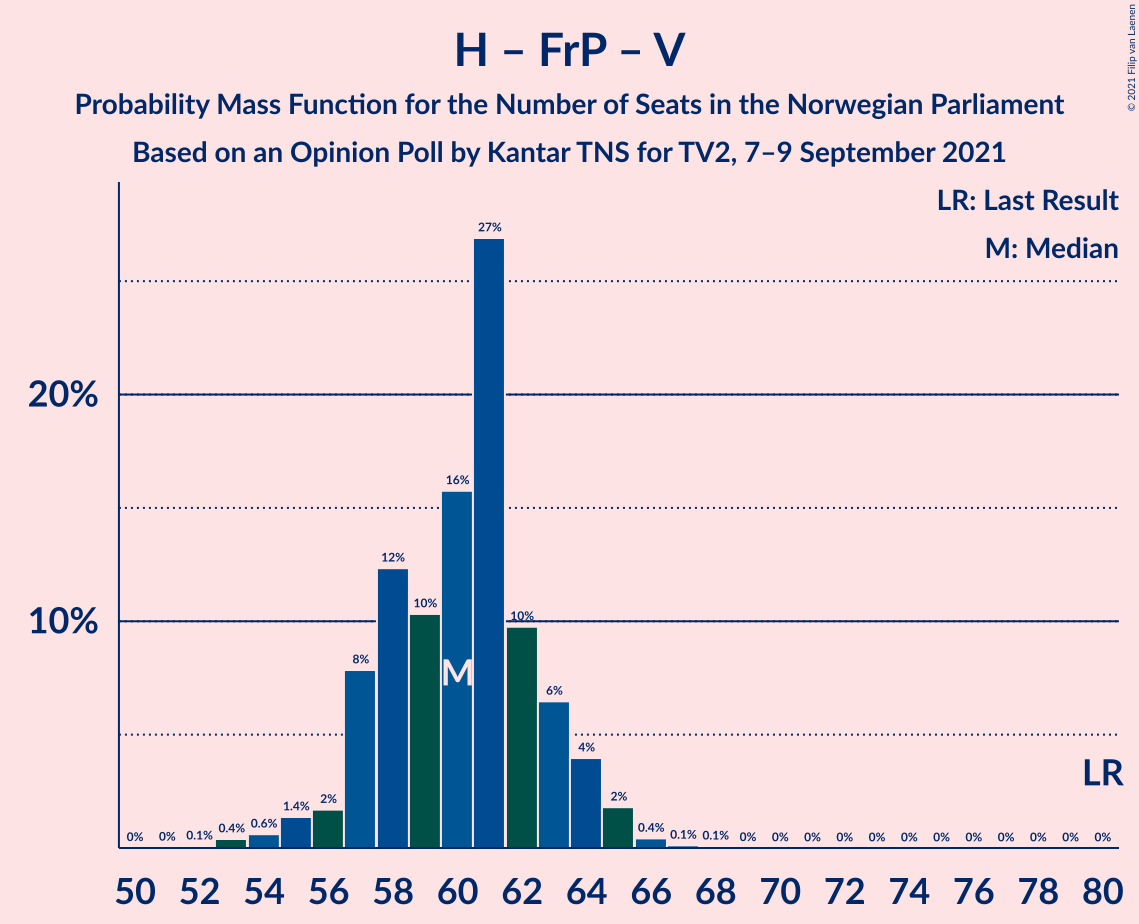 H – FrP – V
Probability Mass Function for the Number of Seats in the Norwegian Parliament
Based on an Opinion Poll by Kantar TNS for TV2, 7–9 September 2021
© 2021 Filip van Laenen
LR: Last Result
M: Median
20%
10%
0% 0% 0.1% 0.4% 0.6% 1.4% 2% 8% 12% 10% 16% 27% 10% 6% 4% 2% 0.4% 0.1% 0.1% 0% 0% 0% 0% 0% 0% 0% 0% 0% 0% 0% 0%
M
LR
50 52 54 56 58 60 62 64 66 68 70 72 74 76 78 80